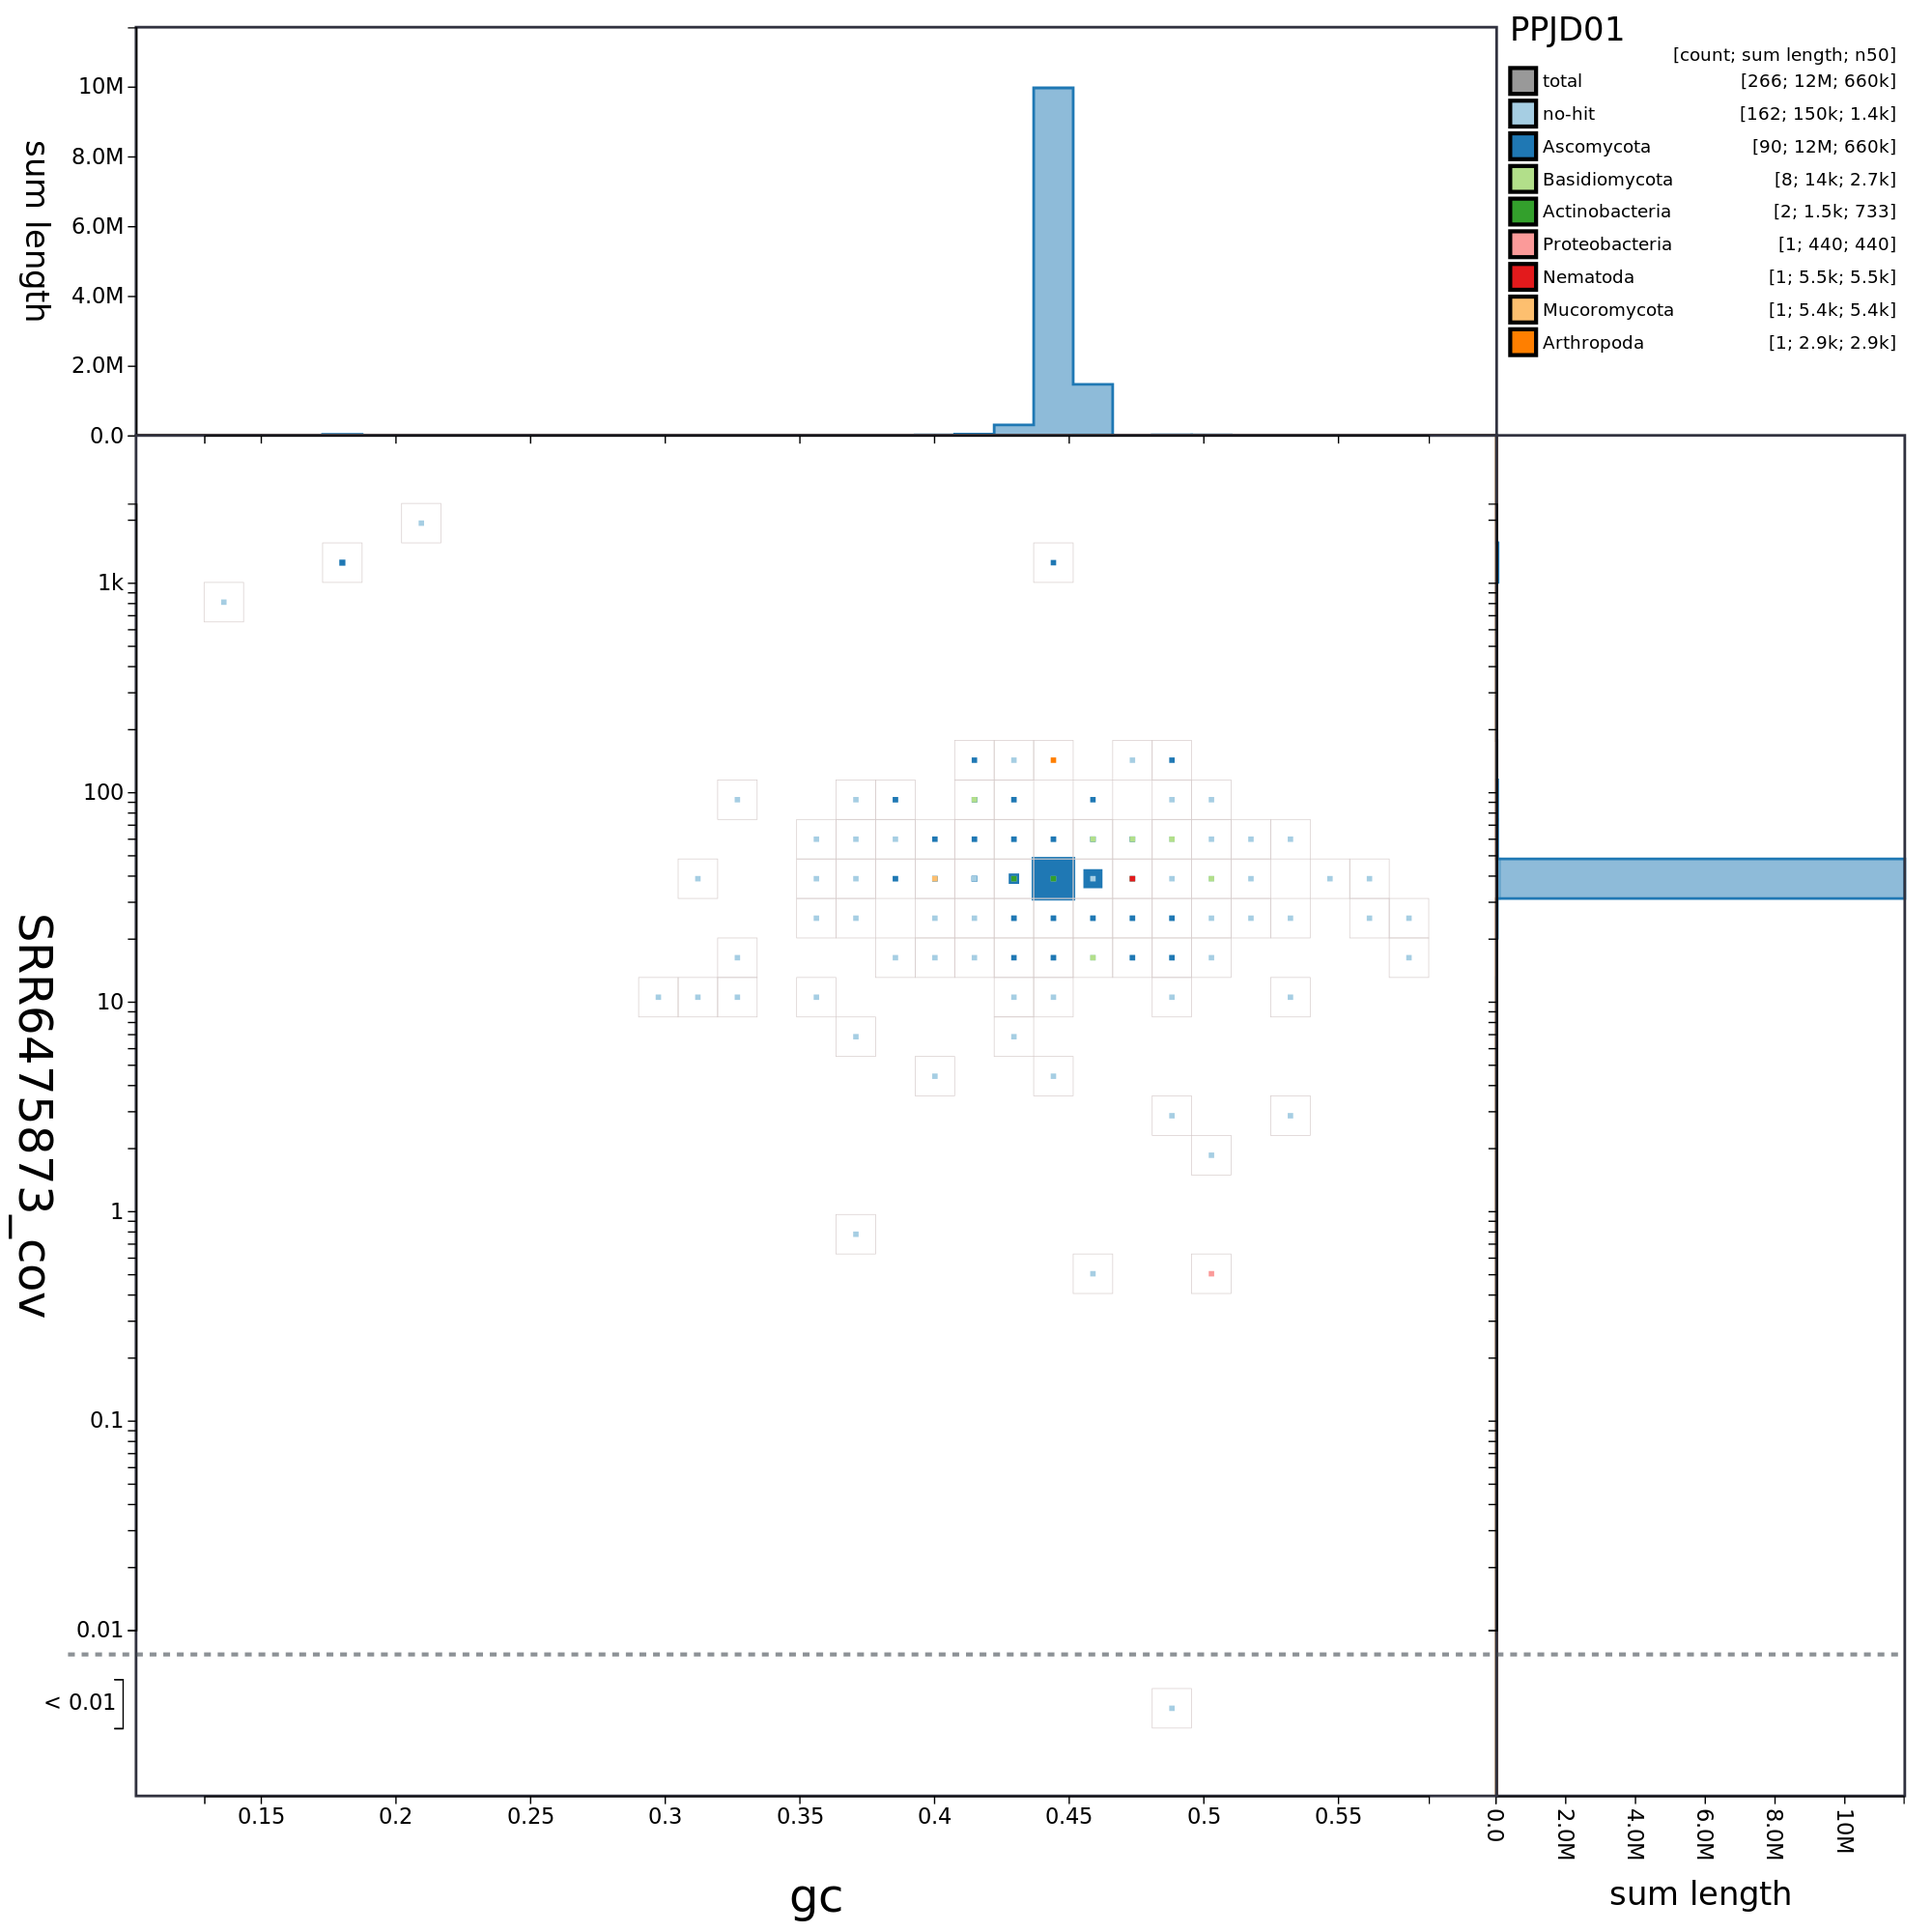 PPJD01
[count; sum length; n50]
total [266; 12M; 660k]
no-hit [162; 150k; 1.4k]
Ascomycota [90; 12M; 660k]
Basidiomycota [8; 14k; 2.7k]
Actinobacteria [2; 1.5k; 733]
Proteobacteria [1; 440; 440]
Nematoda [1; 5.5k; 5.5k]
Mucoromycota [1; 5.4k; 5.4k]
Arthropoda [1; 2.9k; 2.9k]
sum length
10M
8.0M
6.0M
4.0M
2.0M
0.0
SRR6475873_cov
1k
100
10
1
0.1
0.01
< 0.01
0.15 0.2 0.25 0.3 0.35 0.4 0.45 0.5 0.55
gc
0.0 2.0M 4.0M 6.0M 8.0M 10M
sum length